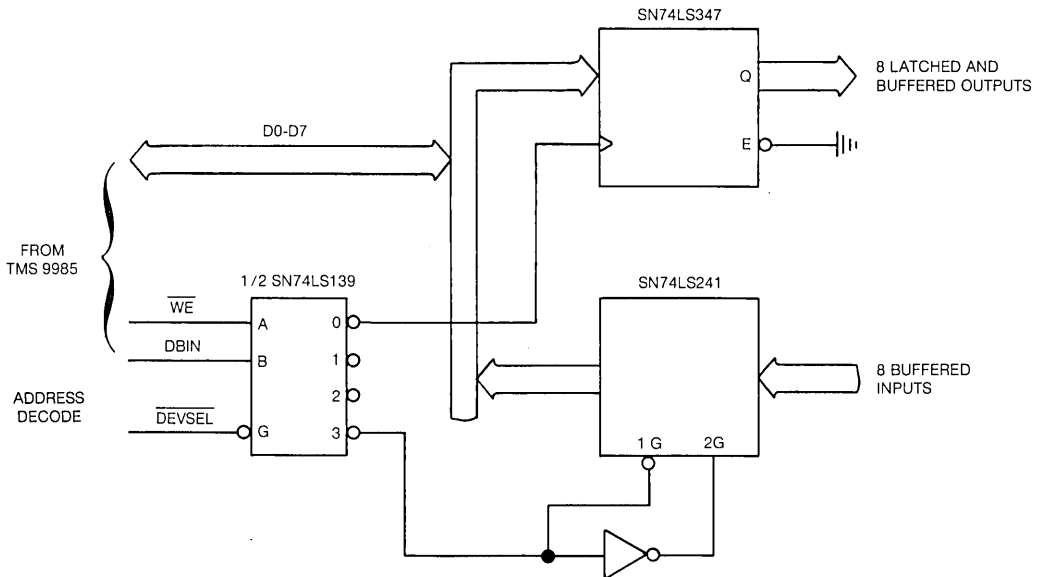 SN74LS347
Q
8 LATCHED AND
BUFFERED OUTPUTS
E
D0-D7
FROM
TMS 9985
1/2 SN74LS139
WE
A
0
DBIN
B
1
2
ADDRESS
DECODE
DEVSEL
G
3
SN74LS241
8 BUFFERED
INPUTS
1 G
2G